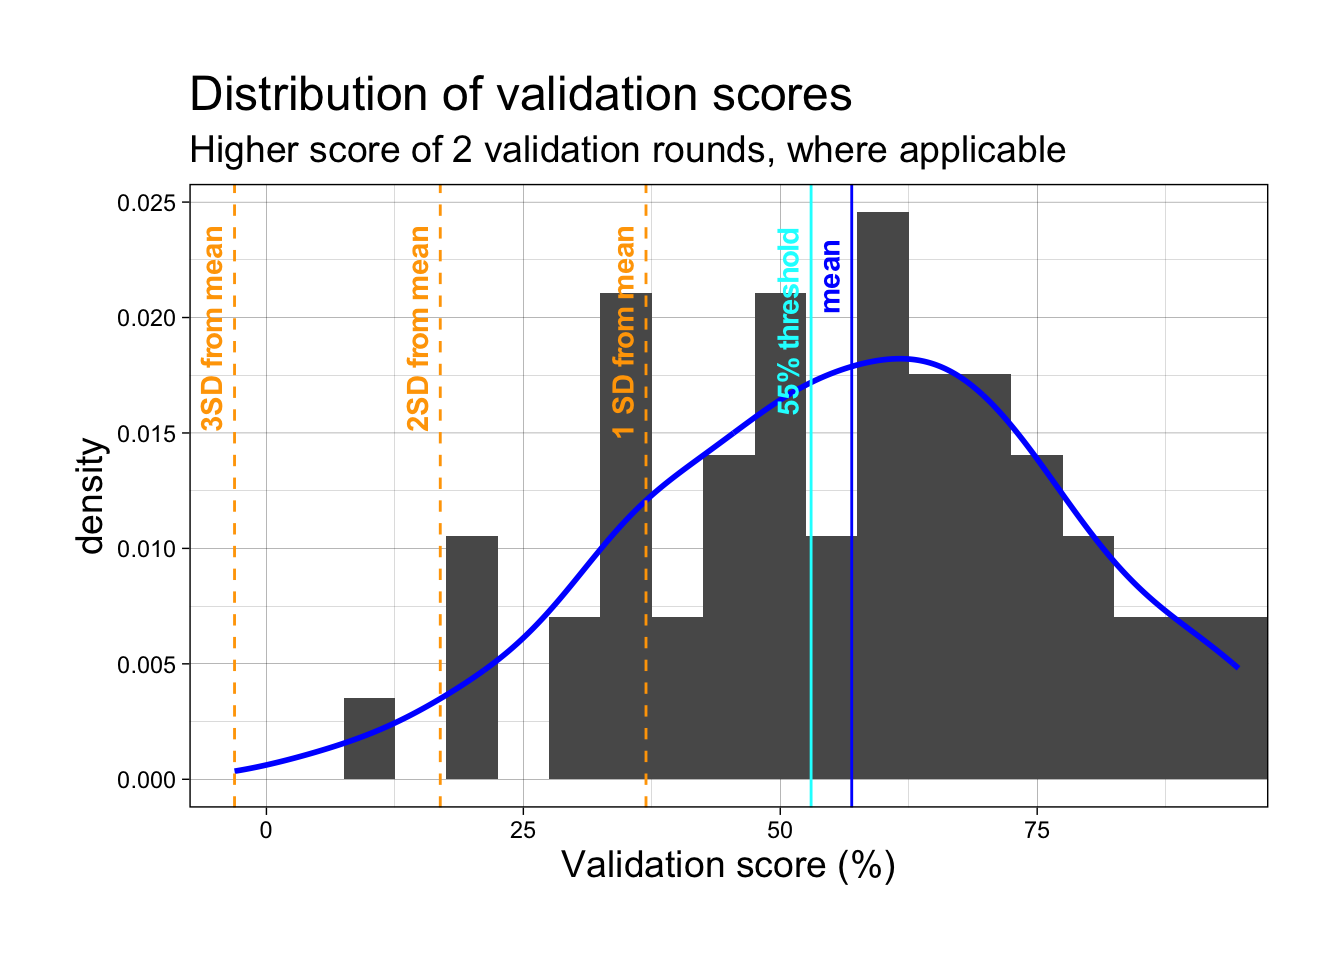 Distribution of validation scores
Higher score of 2 validation rounds, where applicable
0.025
0.020
0.015
0.010
0.005
0.000
density
3SD from mean
2SD from mean
1 SD from mean
55% threshold
mean
0
25
50
75
Validation score (%)